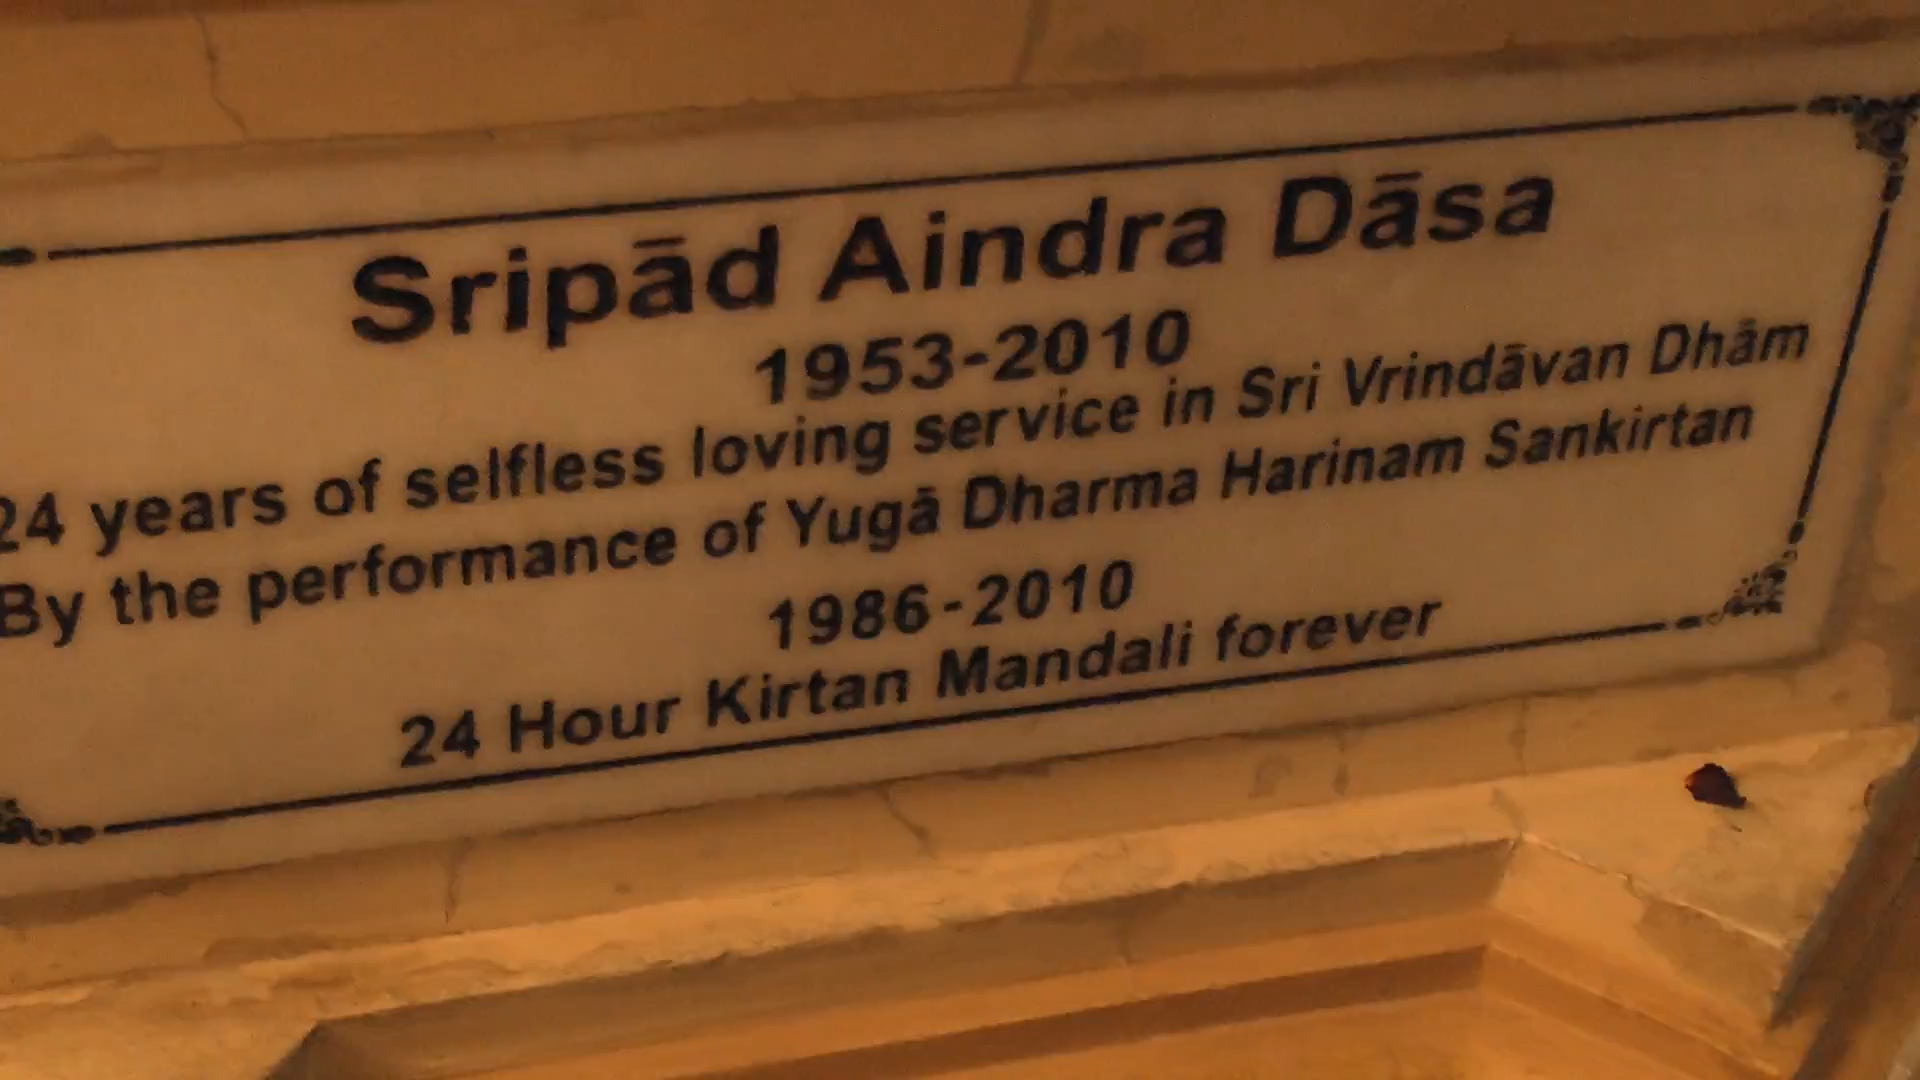 Sripād Aindra Dāsa
1953-2010
24 years of selfless loving service in Sri Vrindāvan Dhām
By the performance of Yugā Dharma Harinam Sankirtan
1986-2010
24 Hour Kirtan Mandali forever